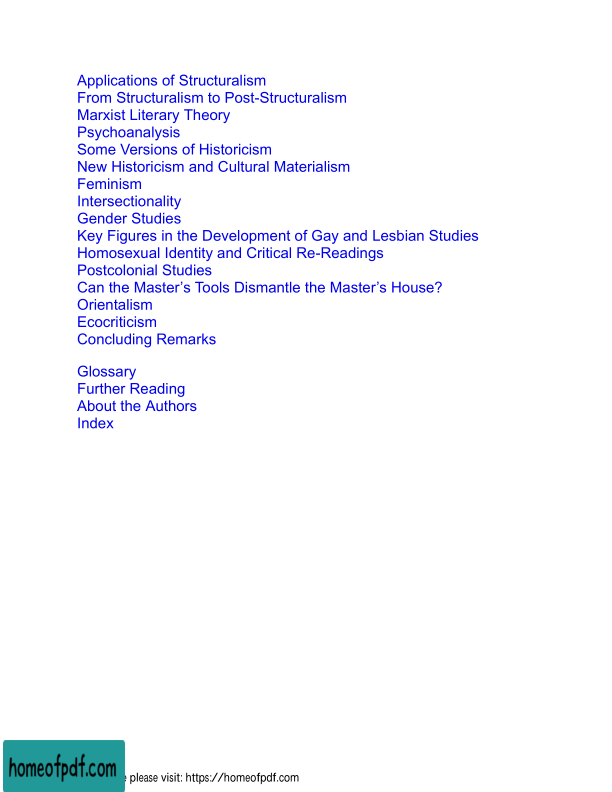 Applications of Structuralism
From Structuralism to Post-Structuralism
Marxist Literary Theory
Psychoanalysis
Some Versions of Historicism
New Historicism and Cultural Materialism
Feminism
Intersectionality
Gender Studies
Key Figures in the Development of Gay and Lesbian Studies
Homosexual Identity and Critical Re-Readings
Postcolonial Studies
Can the Master’s Tools Dismantle the Master’s House?
Orientalism
Ecocriticism
Concluding Remarks
Glossary
Further Reading
About the Authors
Index
homeofpdf.com
please visit: https://homeofpdf.com